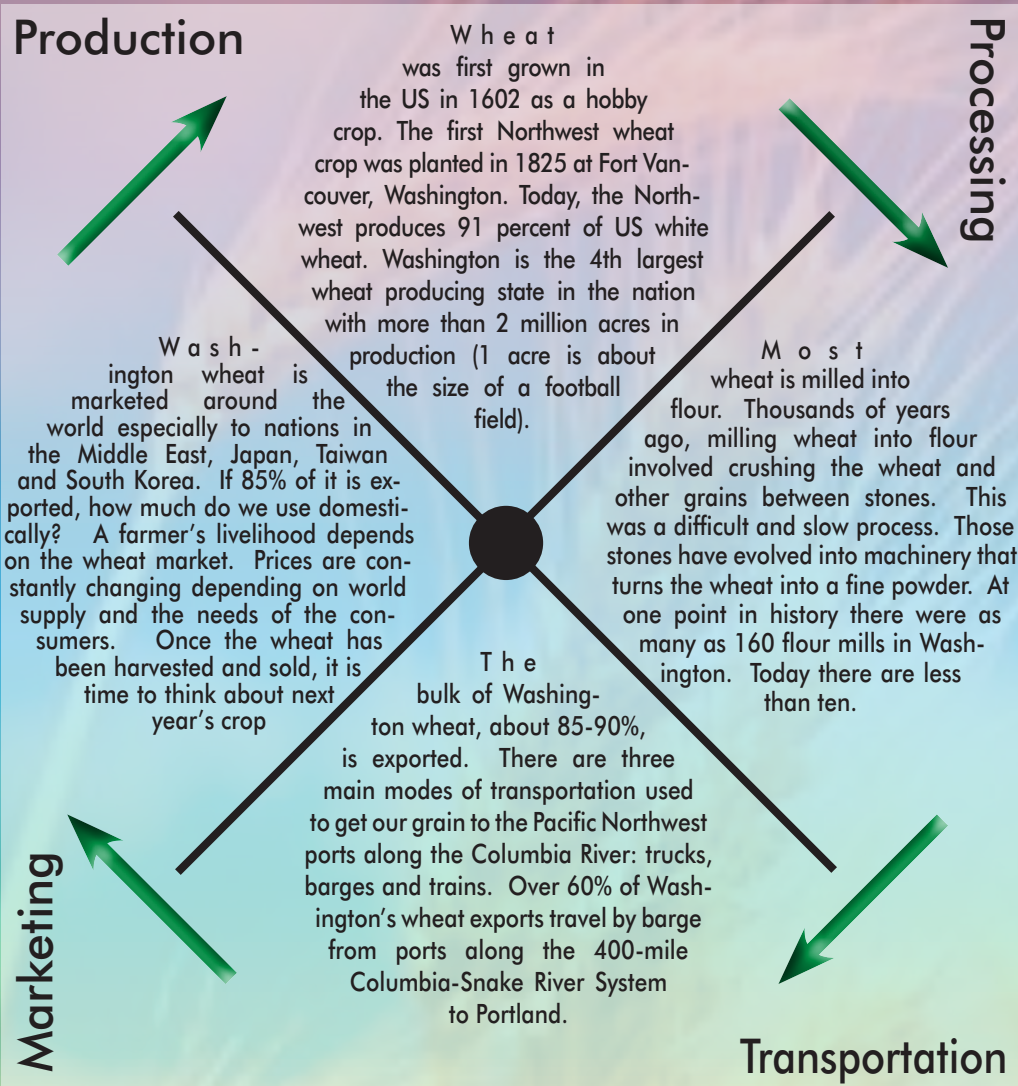 Production
Wheat
was first grown in
the US in 1602 as a hobby
crop. The first Northwest wheat
crop was planted in 1825 at Fort Van-
couver, Washington. Today, the North-
west produces 91 percent of US white
wheat. Washington is the 4th largest
wheat producing state in the nation
with more than 2 million acres in
production (1 acre is about
the size of a football
field).
Processing
Most
wheat is milled into
flour. Thousands of years
ago, milling wheat into flour
involved crushing the wheat and
other grains between stones. This
was a difficult and slow process. Those
stones have evolved into machinery that
turns the wheat into a fine powder. At
one point in history there were as
many as 160 flour mills in Wash-
ington. Today there are less
than ten.
Transportation
The
bulk of Washing-
ton wheat, about 85-90%,
is exported. There are three
main modes of transportation used
to get our grain to the Pacific Northwest
ports along the Columbia River: trucks,
barges and trains. Over 60% of Wash-
ington's wheat exports travel by barge
from ports along the 400-mile
Columbia-Snake River System
to Portland.
Marketing
Wash-
ington wheat is
marketed around the
world especially to nations in
the Middle East, Japan, Taiwan
and South Korea. If 85% of it is ex-
ported, how much do we use domesti-
cally? A farmer's livelihood depends
on the wheat market. Prices are con-
stantly changing depending on world
supply and the needs of the con-
sumers. Once the wheat has
been harvested and sold, it is
time to think about next
year's crop